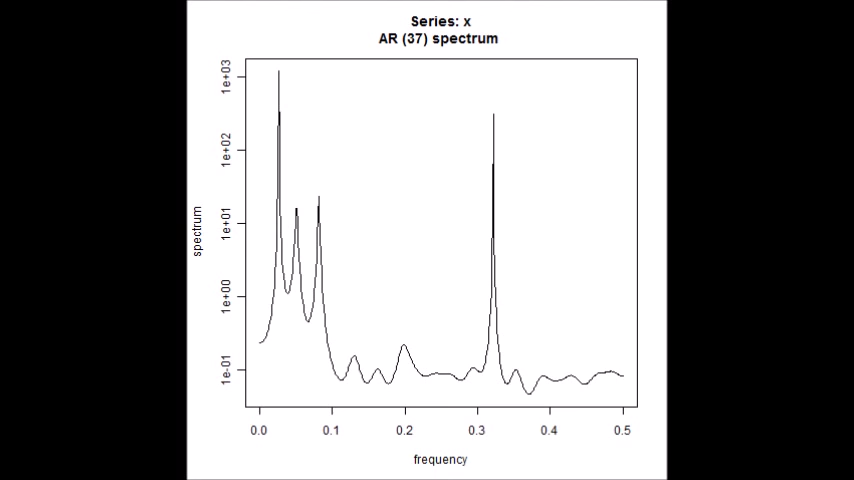 Series: x
AR (37) spectrum
1e+03
1e+02
1e+01
1e+00
1e-01
spectrum
0.0 0.1 0.2 0.3 0.4 0.5
frequency